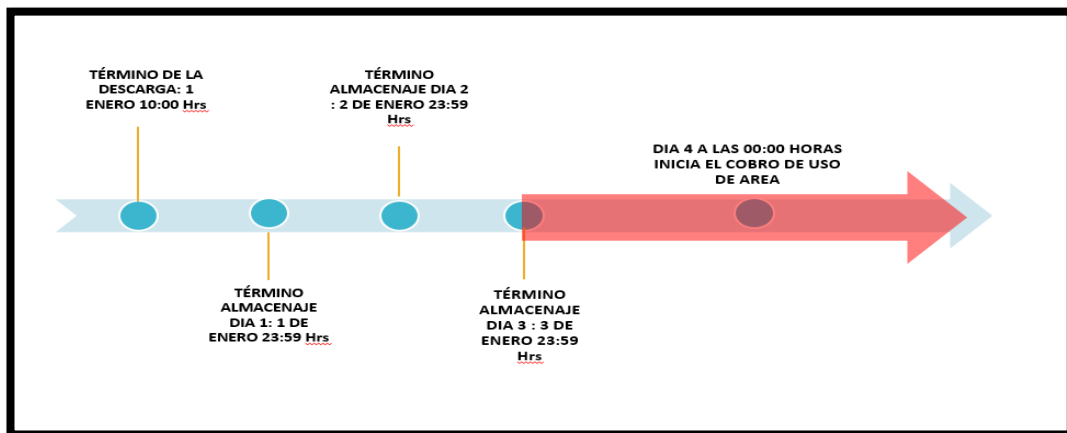 TÉRMINO DE LA
DESCARGA: 1
ENERO 10:00 Hrs
TÉRMINO
ALMACENAJE
DIA 1: 1 DE
ENERO 23:59 Hrs
TÉRMINO
ALMACENAJE DIA 2
: 2 DE ENERO 23:59
Hrs
TÉRMINO
ALMACENAJE
DIA 3 : 3 DE
ENERO 23:59
Hrs
DIA 4 A LAS 00:00 HORAS
INICIA EL COBRO DE USO
DE AREA